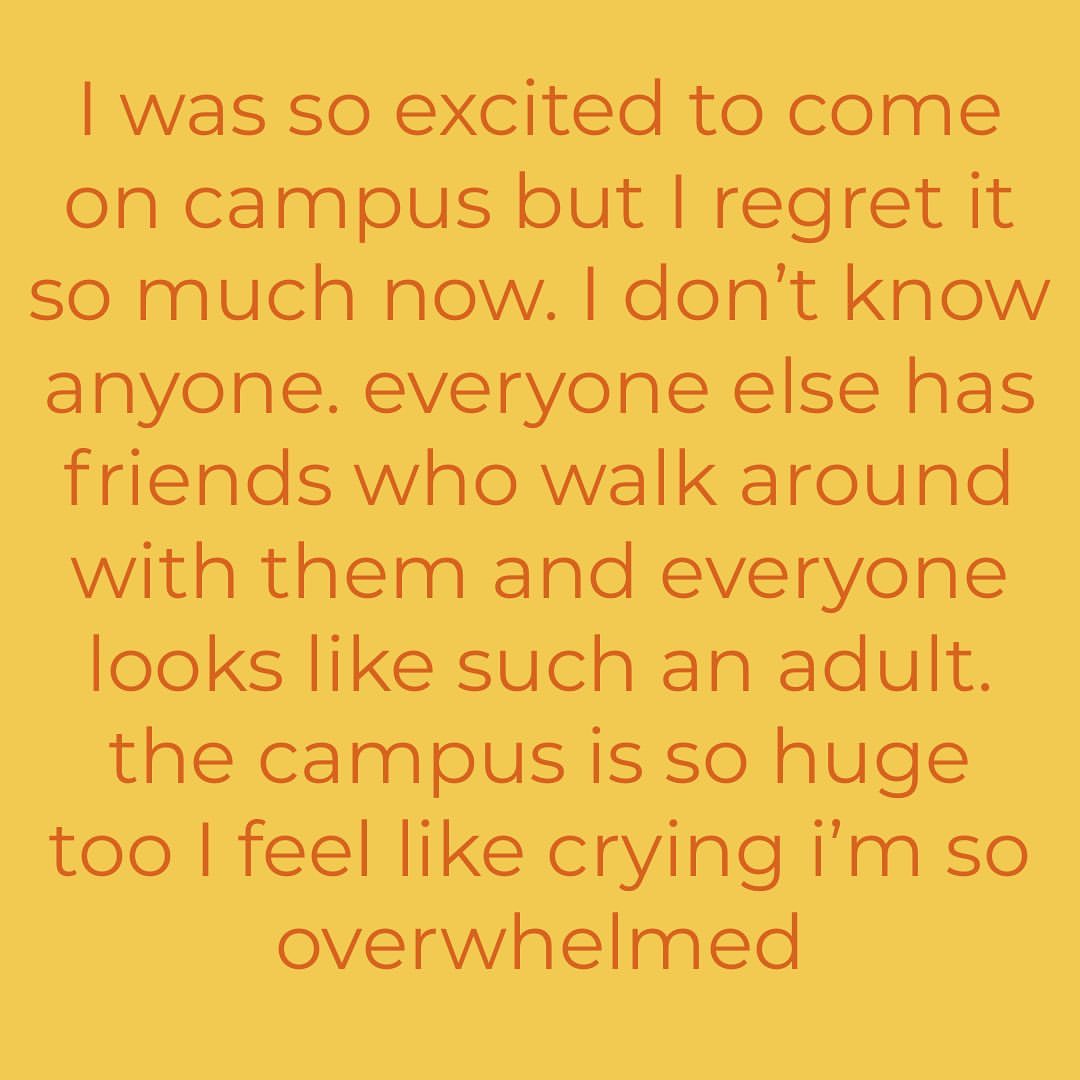 I was so excited to come
on campus but I regret it
so much now. I don’t know
anyone. everyone else has
friends who walk around
with them and everyone
looks like such an adult.
the campus is so huge
too I feel like crying i’m so
overwhelmed